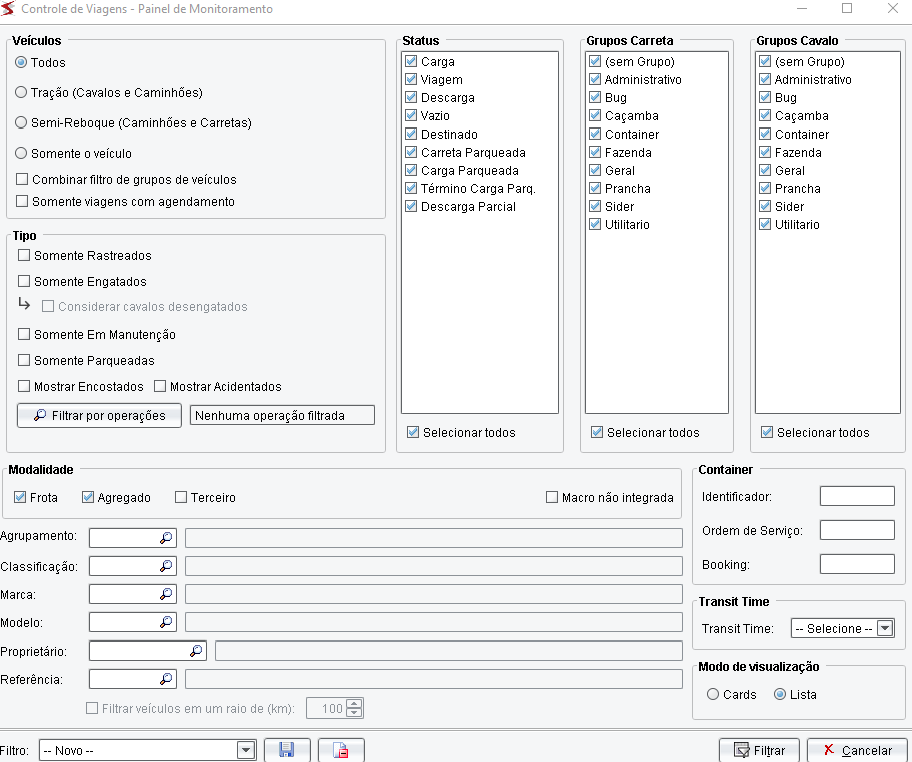 Controle de Viagens - Painel de Monitoramento
Veículos
Todos
Tração (Cavalos e Caminhões)
Semi-Reboque (Caminhões e Carretas)
Somente o veículo
Combinar filtro de grupos de veículos
Somente viagens com agendamento
Tipo
Somente Rastreados
Somente Engatados
Considerar cavalos desengatados
Somente Em Manutenção
Somente Parqueadas
Mostrar Encostados Mostrar Acidentados
Filtrar por operações Nenhuma operação filtrada
Status
Carga
Viagem
Descarga
Vazio
Destinado
Carreta Parqueada
Carga Parqueada
Término Carga Parq.
Descarga Parcial
Selecionar todos
Grupos Carreta
(sem Grupo)
Administrativo
Bug
Caçamba
Container
Fazenda
Geral
Prancha
Sider
Utilitario
Selecionar todos
Grupos Cavalo
(sem Grupo)
Administrativo
Bug
Caçamba
Container
Fazenda
Geral
Prancha
Sider
Utilitario
Selecionar todos
Modalidade
Frota Agregado Terceiro Macro não integrada
Agrupamento:
Classificação:
Marca:
Modelo:
Proprietário:
Referência:
Filtrar veículos em um raio de (km): 100
Container
Identificador:
Ordem de Serviço:
Booking:
Transit Time
Transit Time: -- Selecione --
Modo de visualização
Cards Lista
Filtro: -- Novo -- Filtrar Cancelar